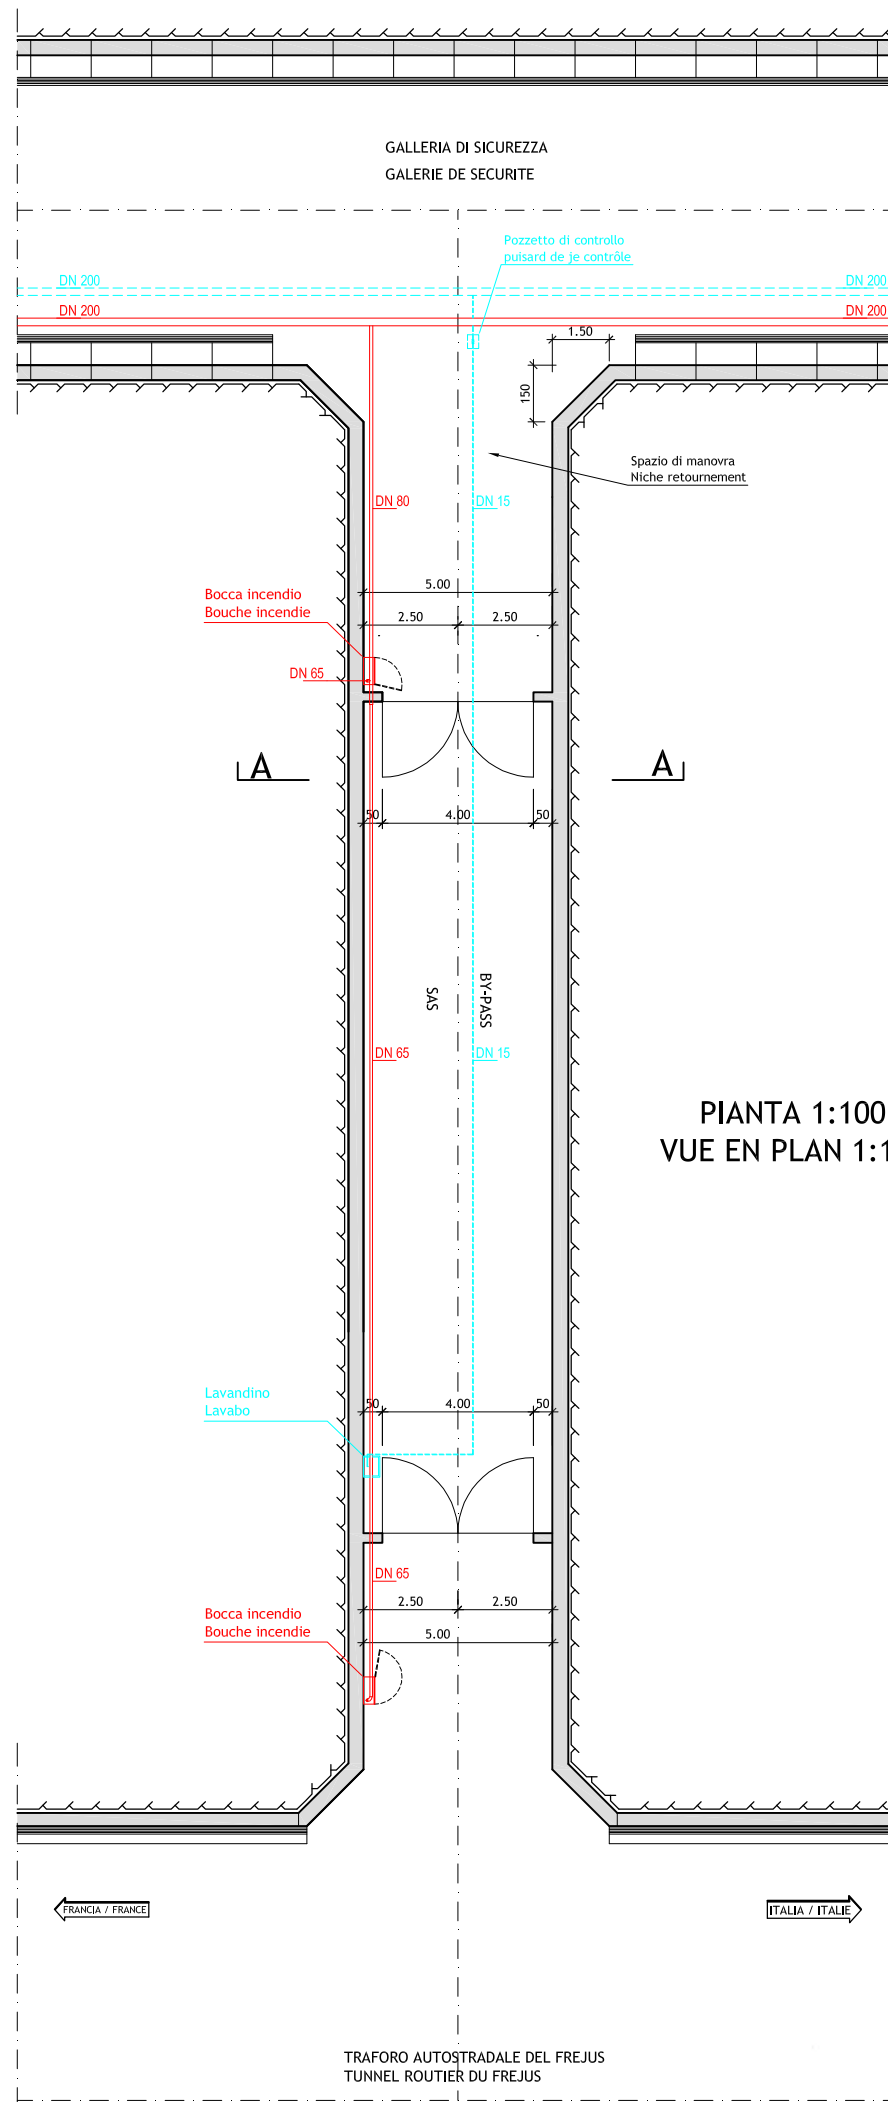 GALLERIA DI SICUREZZA
GALERIE DE SECURITE
Pozzetto di controllo
puisard de je contrôle
DN 200
DN 200
DN 200
DN 200
1.50
150
Spazio di manovra
Niche retournement
DN 80
DN 15
5.00
Bocca incendio
Bouche incendie
2.50
2.50
DN 65
A
A
50
4.00
50
BY-PASS
SAS
DN 65
DN 15
PIANTA 1:100
VUE EN PLAN 1:1
Lavandino
Lavabo
50
4.00
50
DN 65
2.50
2.50
Bocca incendio
Bouche incendie
5.00
FRANCIA / FRANCE
ITALIA / ITALIE
TRAFORO AUTOSTRADALE DEL FREJUS
TUNNEL ROUTIER DU FREJUS